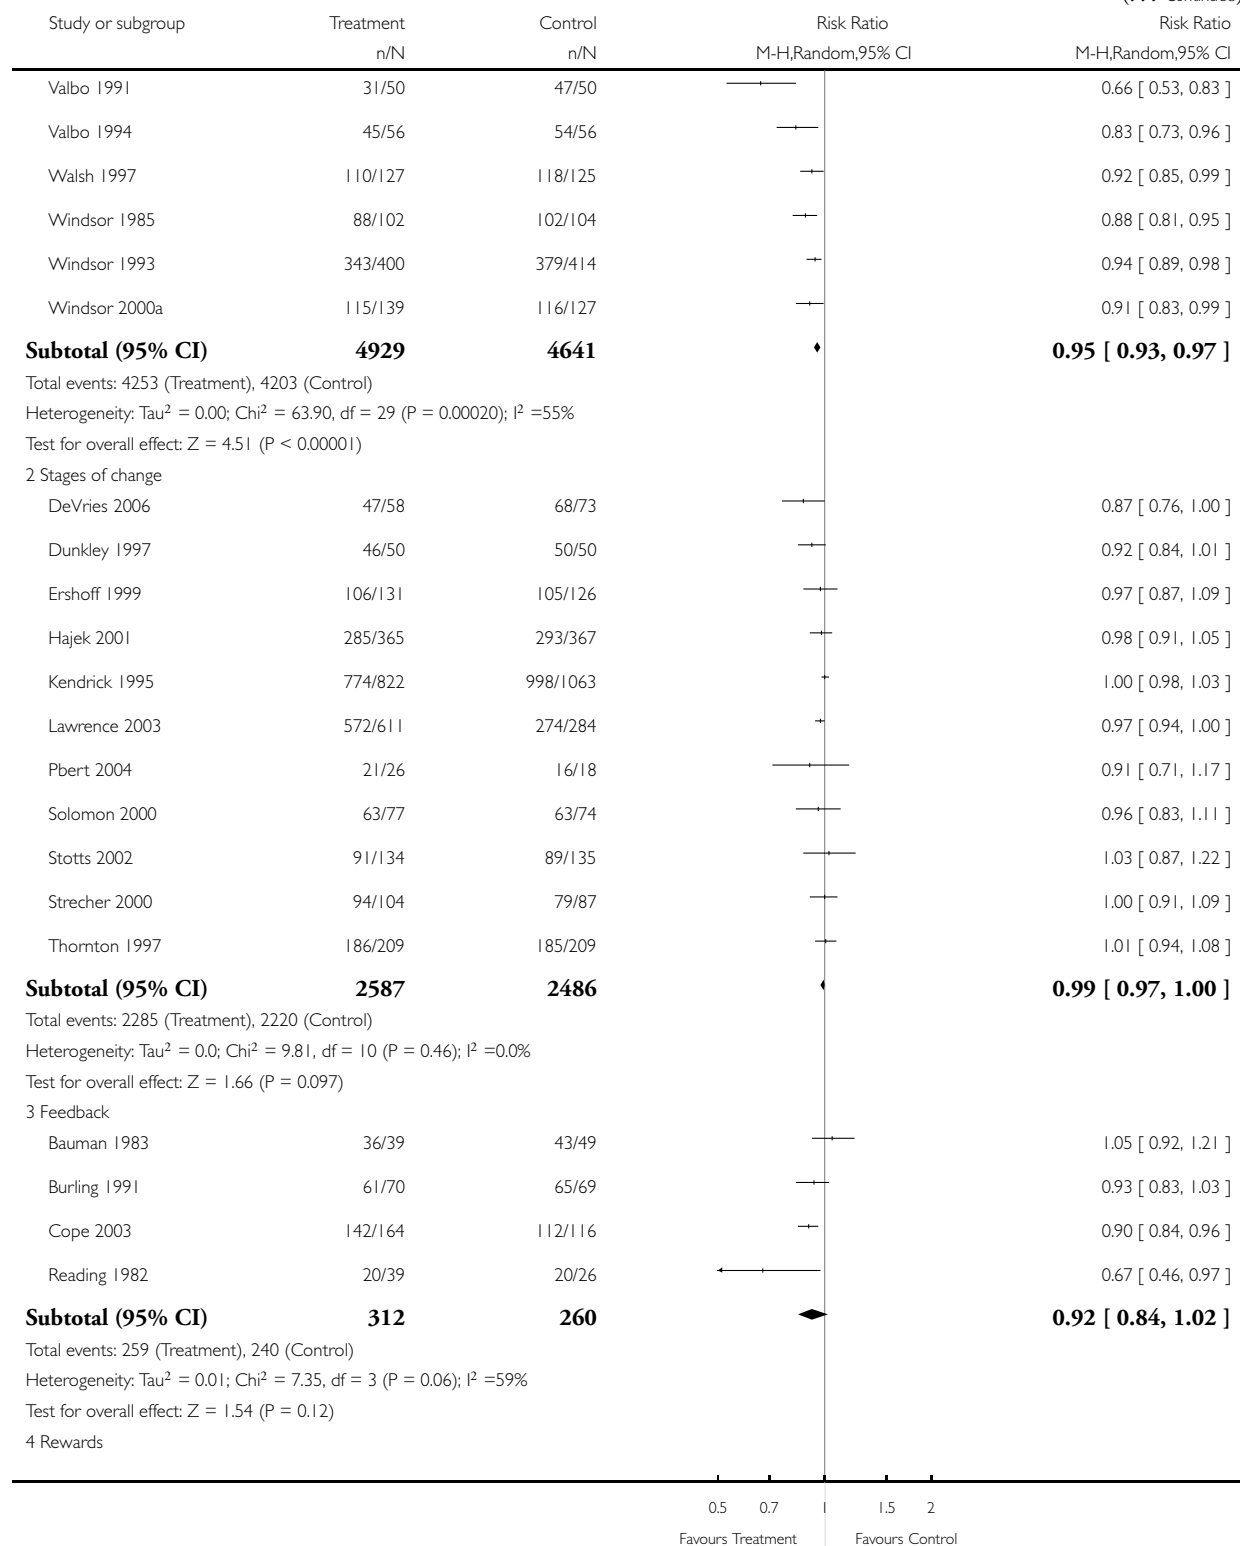 Study or subgroup Treatment Control Risk Ratio Risk Ratio
n/N n/N M-H,Random,95% CI M-H,Random,95% CI
Valbo 1991 31/50 47/50 0.66 [ 0.53, 0.83 ]
Valbo 1994 45/56 54/56 0.83 [ 0.73, 0.96 ]
Walsh 1997 110/127 118/125 0.92 [ 0.85, 0.99 ]
Windsor 1985 88/102 102/104 0.88 [ 0.81, 0.95 ]
Windsor 1993 343/400 379/414 0.94 [ 0.89, 0.98 ]
Windsor 2000a 115/139 116/127 0.91 [ 0.83, 0.99 ]
Subtotal (95% CI) 4929 4641 0.95 [ 0.93, 0.97 ]
Total events: 4253 (Treatment), 4203 (Control)
Heterogeneity: Tau² = 0.00; Chi² = 63.90, df = 29 (P = 0.00020); I² =55%
Test for overall effect: Z = 4.51 (P < 0.00001)
2 Stages of change
DeVries 2006 47/58 68/73 0.87 [ 0.76, 1.00 ]
Dunkley 1997 46/50 50/50 0.92 [ 0.84, 1.01 ]
Ershoff 1999 106/131 105/126 0.97 [ 0.87, 1.09 ]
Hajek 2001 285/365 293/367 0.98 [ 0.91, 1.05 ]
Kendrick 1995 774/822 998/1063 1.00 [ 0.98, 1.03 ]
Lawrence 2003 572/611 274/284 0.97 [ 0.94, 1.00 ]
Pbert 2004 21/26 16/18 0.91 [ 0.71, 1.17 ]
Solomon 2000 63/77 63/74 0.96 [ 0.83, 1.11 ]
Stotts 2002 91/134 89/135 1.03 [ 0.87, 1.22 ]
Strecher 2000 94/104 79/87 1.00 [ 0.91, 1.09 ]
Thornton 1997 186/209 185/209 1.01 [ 0.94, 1.08 ]
Subtotal (95% CI) 2587 2486 0.99 [ 0.97, 1.00 ]
Total events: 2285 (Treatment), 2220 (Control)
Heterogeneity: Tau² = 0.0; Chi² = 9.81, df = 10 (P = 0.46); I² =0.0%
Test for overall effect: Z = 1.66 (P = 0.097)
3 Feedback
Bauman 1983 36/39 43/49 1.05 [ 0.92, 1.21 ]
Burling 1991 61/70 65/69 0.93 [ 0.83, 1.03 ]
Cope 2003 142/164 112/116 0.90 [ 0.84, 0.96 ]
Reading 1982 20/39 20/26 0.67 [ 0.46, 0.97 ]
Subtotal (95% CI) 312 260 0.92 [ 0.84, 1.02 ]
Total events: 259 (Treatment), 240 (Control)
Heterogeneity: Tau² = 0.01; Chi² = 7.35, df = 3 (P = 0.06); I² =59%
Test for overall effect: Z = 1.54 (P = 0.12)
4 Rewards
0.5 0.7 1 1.5 2
Favours Treatment Favours Control